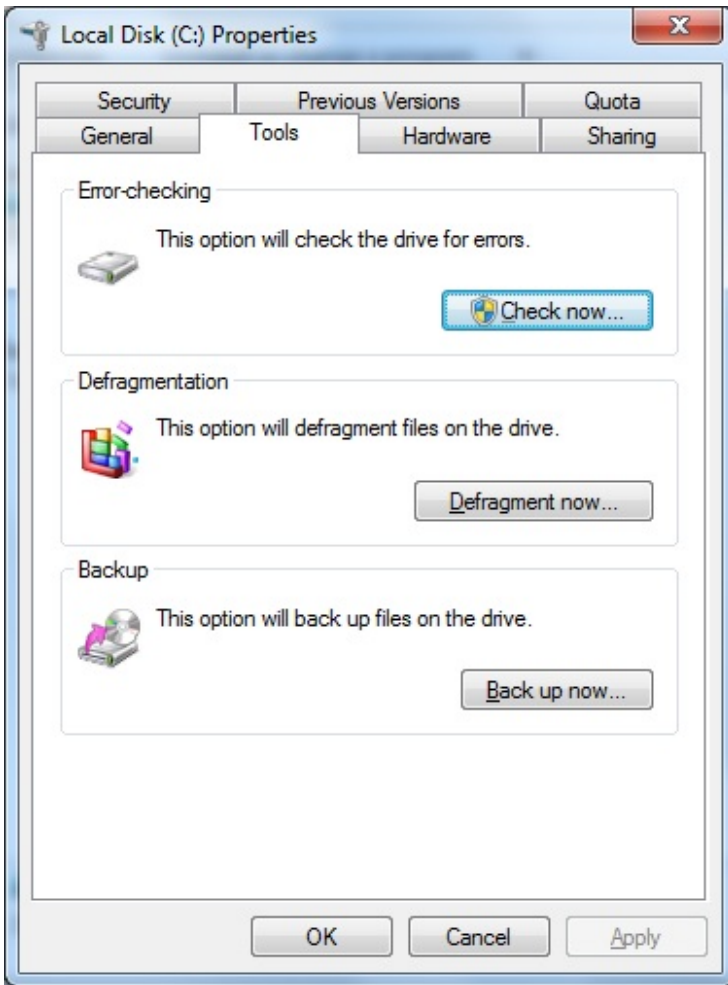 Local Disk (C:) Properties
Security Previous Versions Quota
General Tools Hardware Sharing
Error-checking
This option will check the drive for errors.
Check now...
Defragmentation
This option will defragment files on the drive.
Defragment now...
Backup
This option will back up files on the drive.
Back up now...
OK Cancel Apply